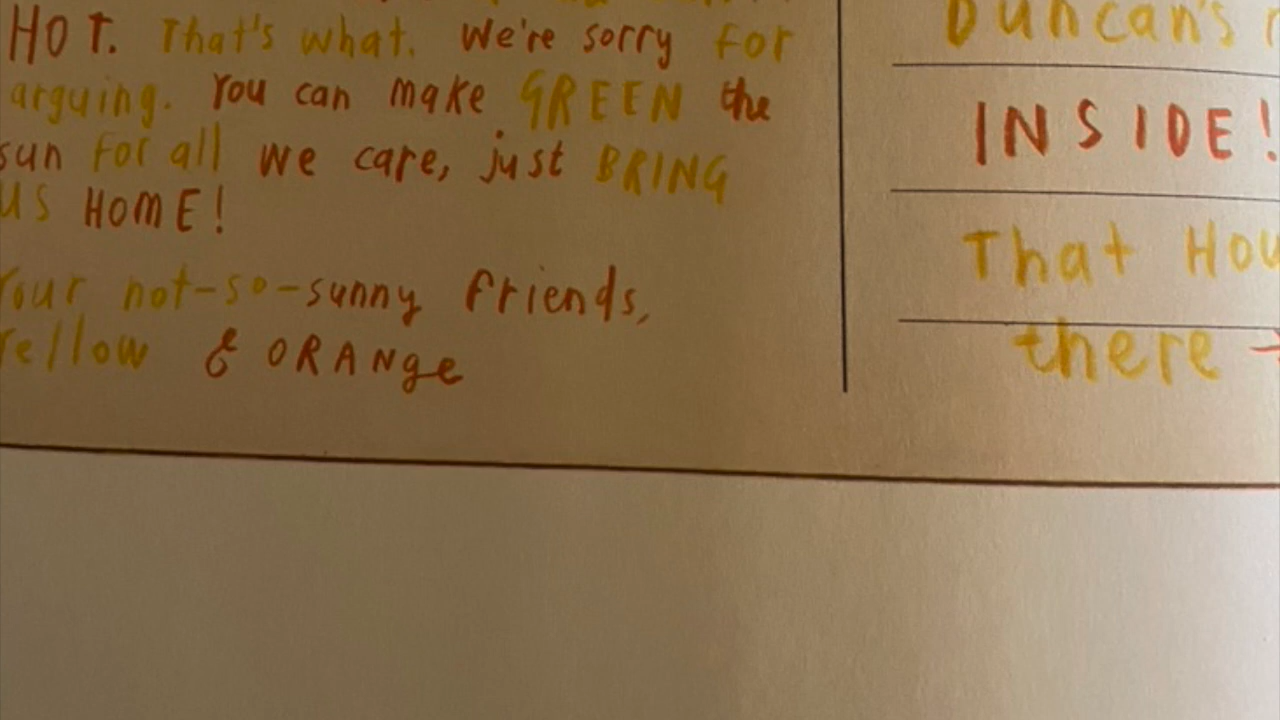 HOT. That's what. We're sorry for
arguing. You can make GREEN the
sun for all we care, just BRING
US HOME!
Your not-so-sunny friends,
Yellow & ORANGE
Duncan's
INSIDE!
That
there